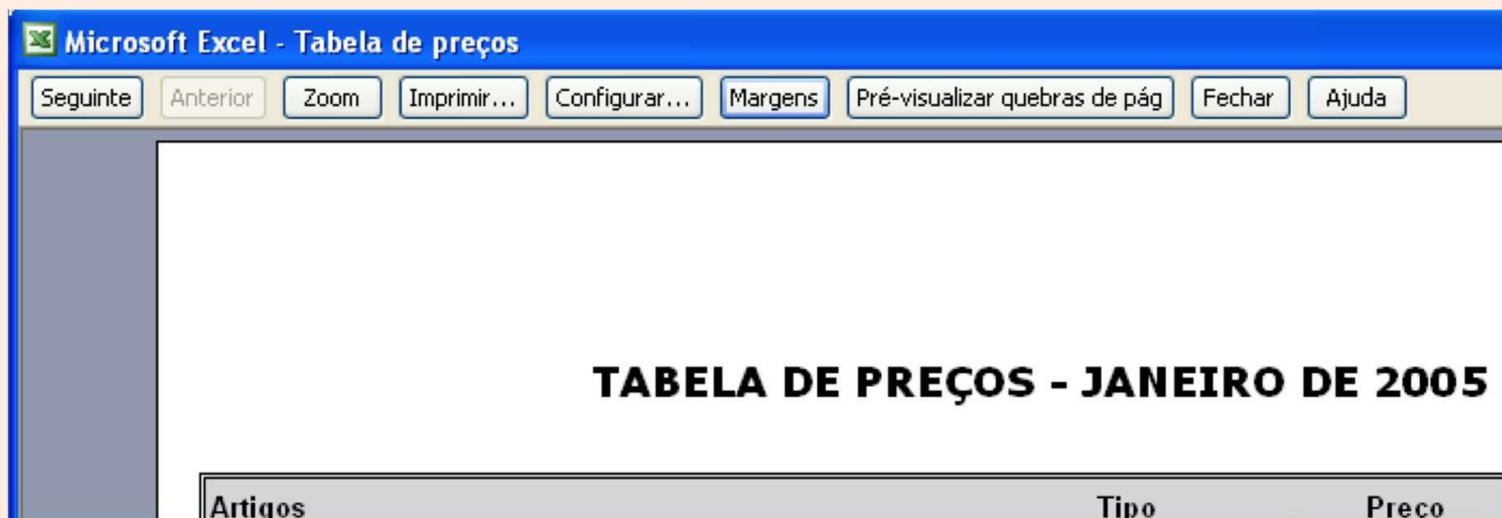 Microsoft Excel - Tabela de preços
Seguinte Anterior Zoom Imprimir... Configurar... Margens Pré-visualizar quebras de pág Fechar Ajuda
TABELA DE PREÇOS - JANEIRO DE 2005
Artigos Tipo Preço